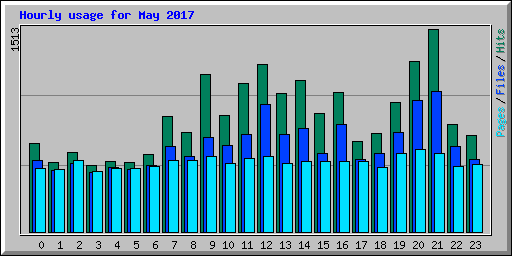 Hourly usage for May 2017
1513
Pages/Files/Hits
0 1 2 3 4 5 6 7 8 9 10 11 12 13 14 15 16 17 18 19 20 21 22 23